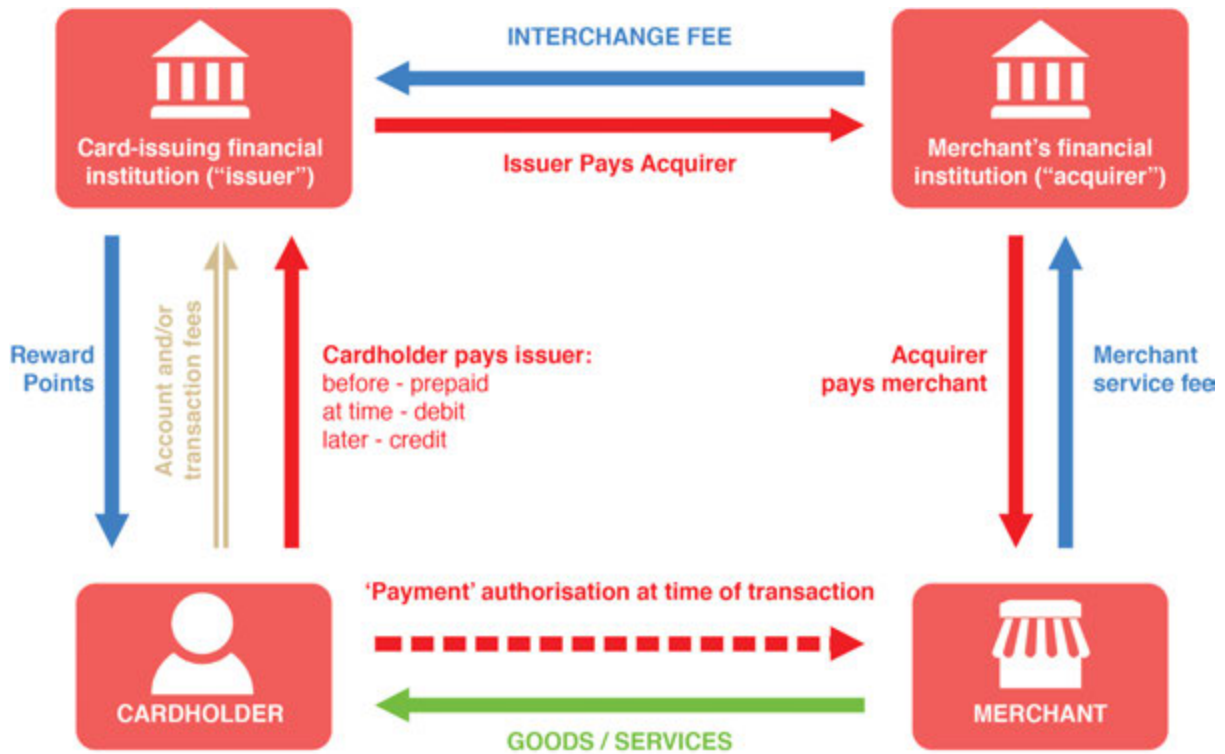 INTERCHANGE FEE
Card-issuing financial
institution (“issuer”)
Issuer Pays Acquirer
Merchant’s financial
institution (“acquirer”)
Reward
Points
Account and/or
transaction fees
Cardholder pays issuer:
before - prepaid
at time - debit
later - credit
Acquirer
pays merchant
Merchant
service fee
‘Payment’ authorisation at time of transaction
CARDHOLDER
GOODS / SERVICES
MERCHANT